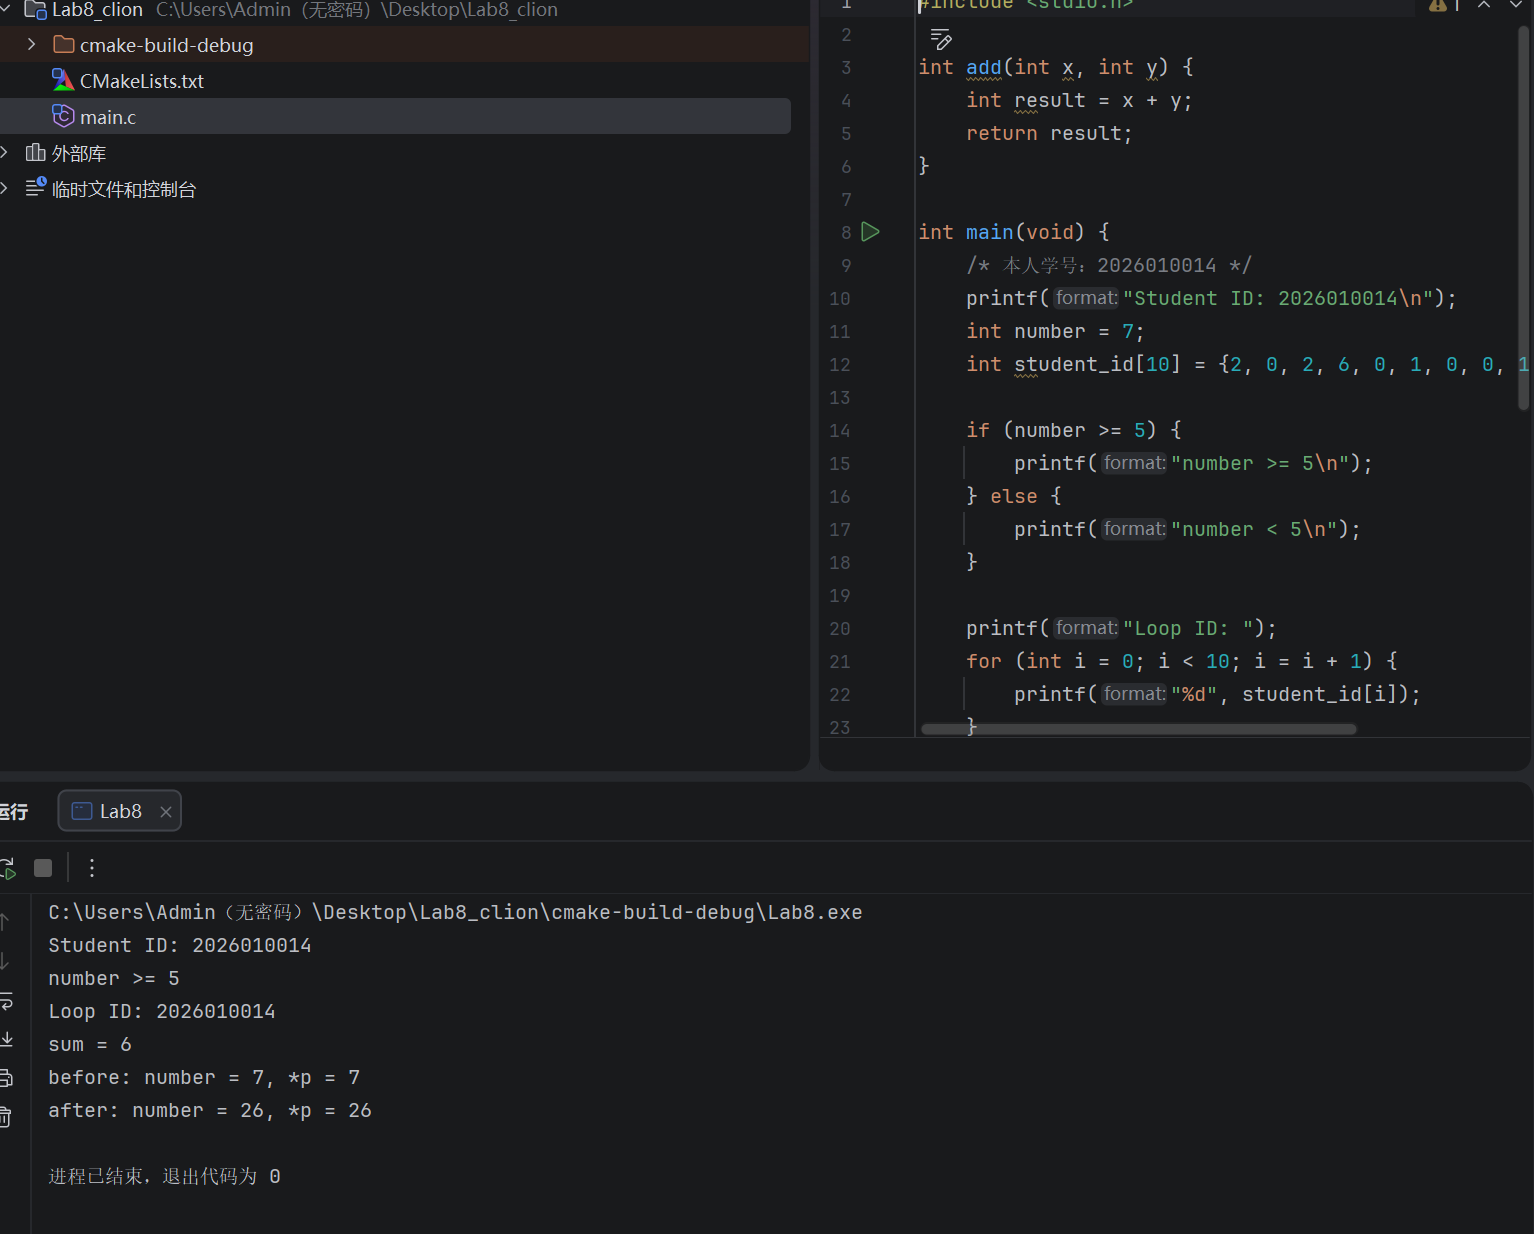 Lab8_clion C:\Users\Admin（无密码）\Desktop\Lab8_clion
cmake-build-debug
CMakeLists.txt
main.c
外部库
临时文件和控制台
1 #include <stdio.h>
2
3 int add(int x, int y) {
4 int result = x + y;
5 return result;
6 }
7
8 int main(void) {
9 /* 本人学号：2026010014 */
10 printf(format:"Student ID: 2026010014\n");
11 int number = 7;
12 int student_id[10] = {2, 0, 2, 6, 0, 1, 0, 0, 1
13
14 if (number >= 5) {
15 printf(format:"number >= 5\n");
16 } else {
17 printf(format:"number < 5\n");
18 }
19
20 printf(format:"Loop ID: ");
21 for (int i = 0; i < 10; i = i + 1) {
22 printf(format:"%d", student_id[i]);
23 }
运行 Lab8
C:\Users\Admin（无密码）\Desktop\Lab8_clion\cmake-build-debug\Lab8.exe
Student ID: 2026010014
number >= 5
Loop ID: 2026010014
sum = 6
before: number = 7, *p = 7
after: number = 26, *p = 26
进程已结束，退出代码为 0